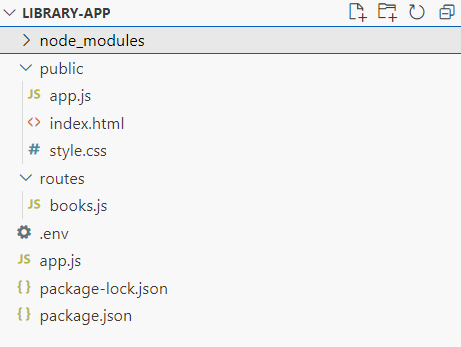 LIBRARY-APP
node_modules
public
JS app.js
<> index.html
# style.css
routes
JS books.js
.env
JS app.js
{} package-lock.json
{} package.json